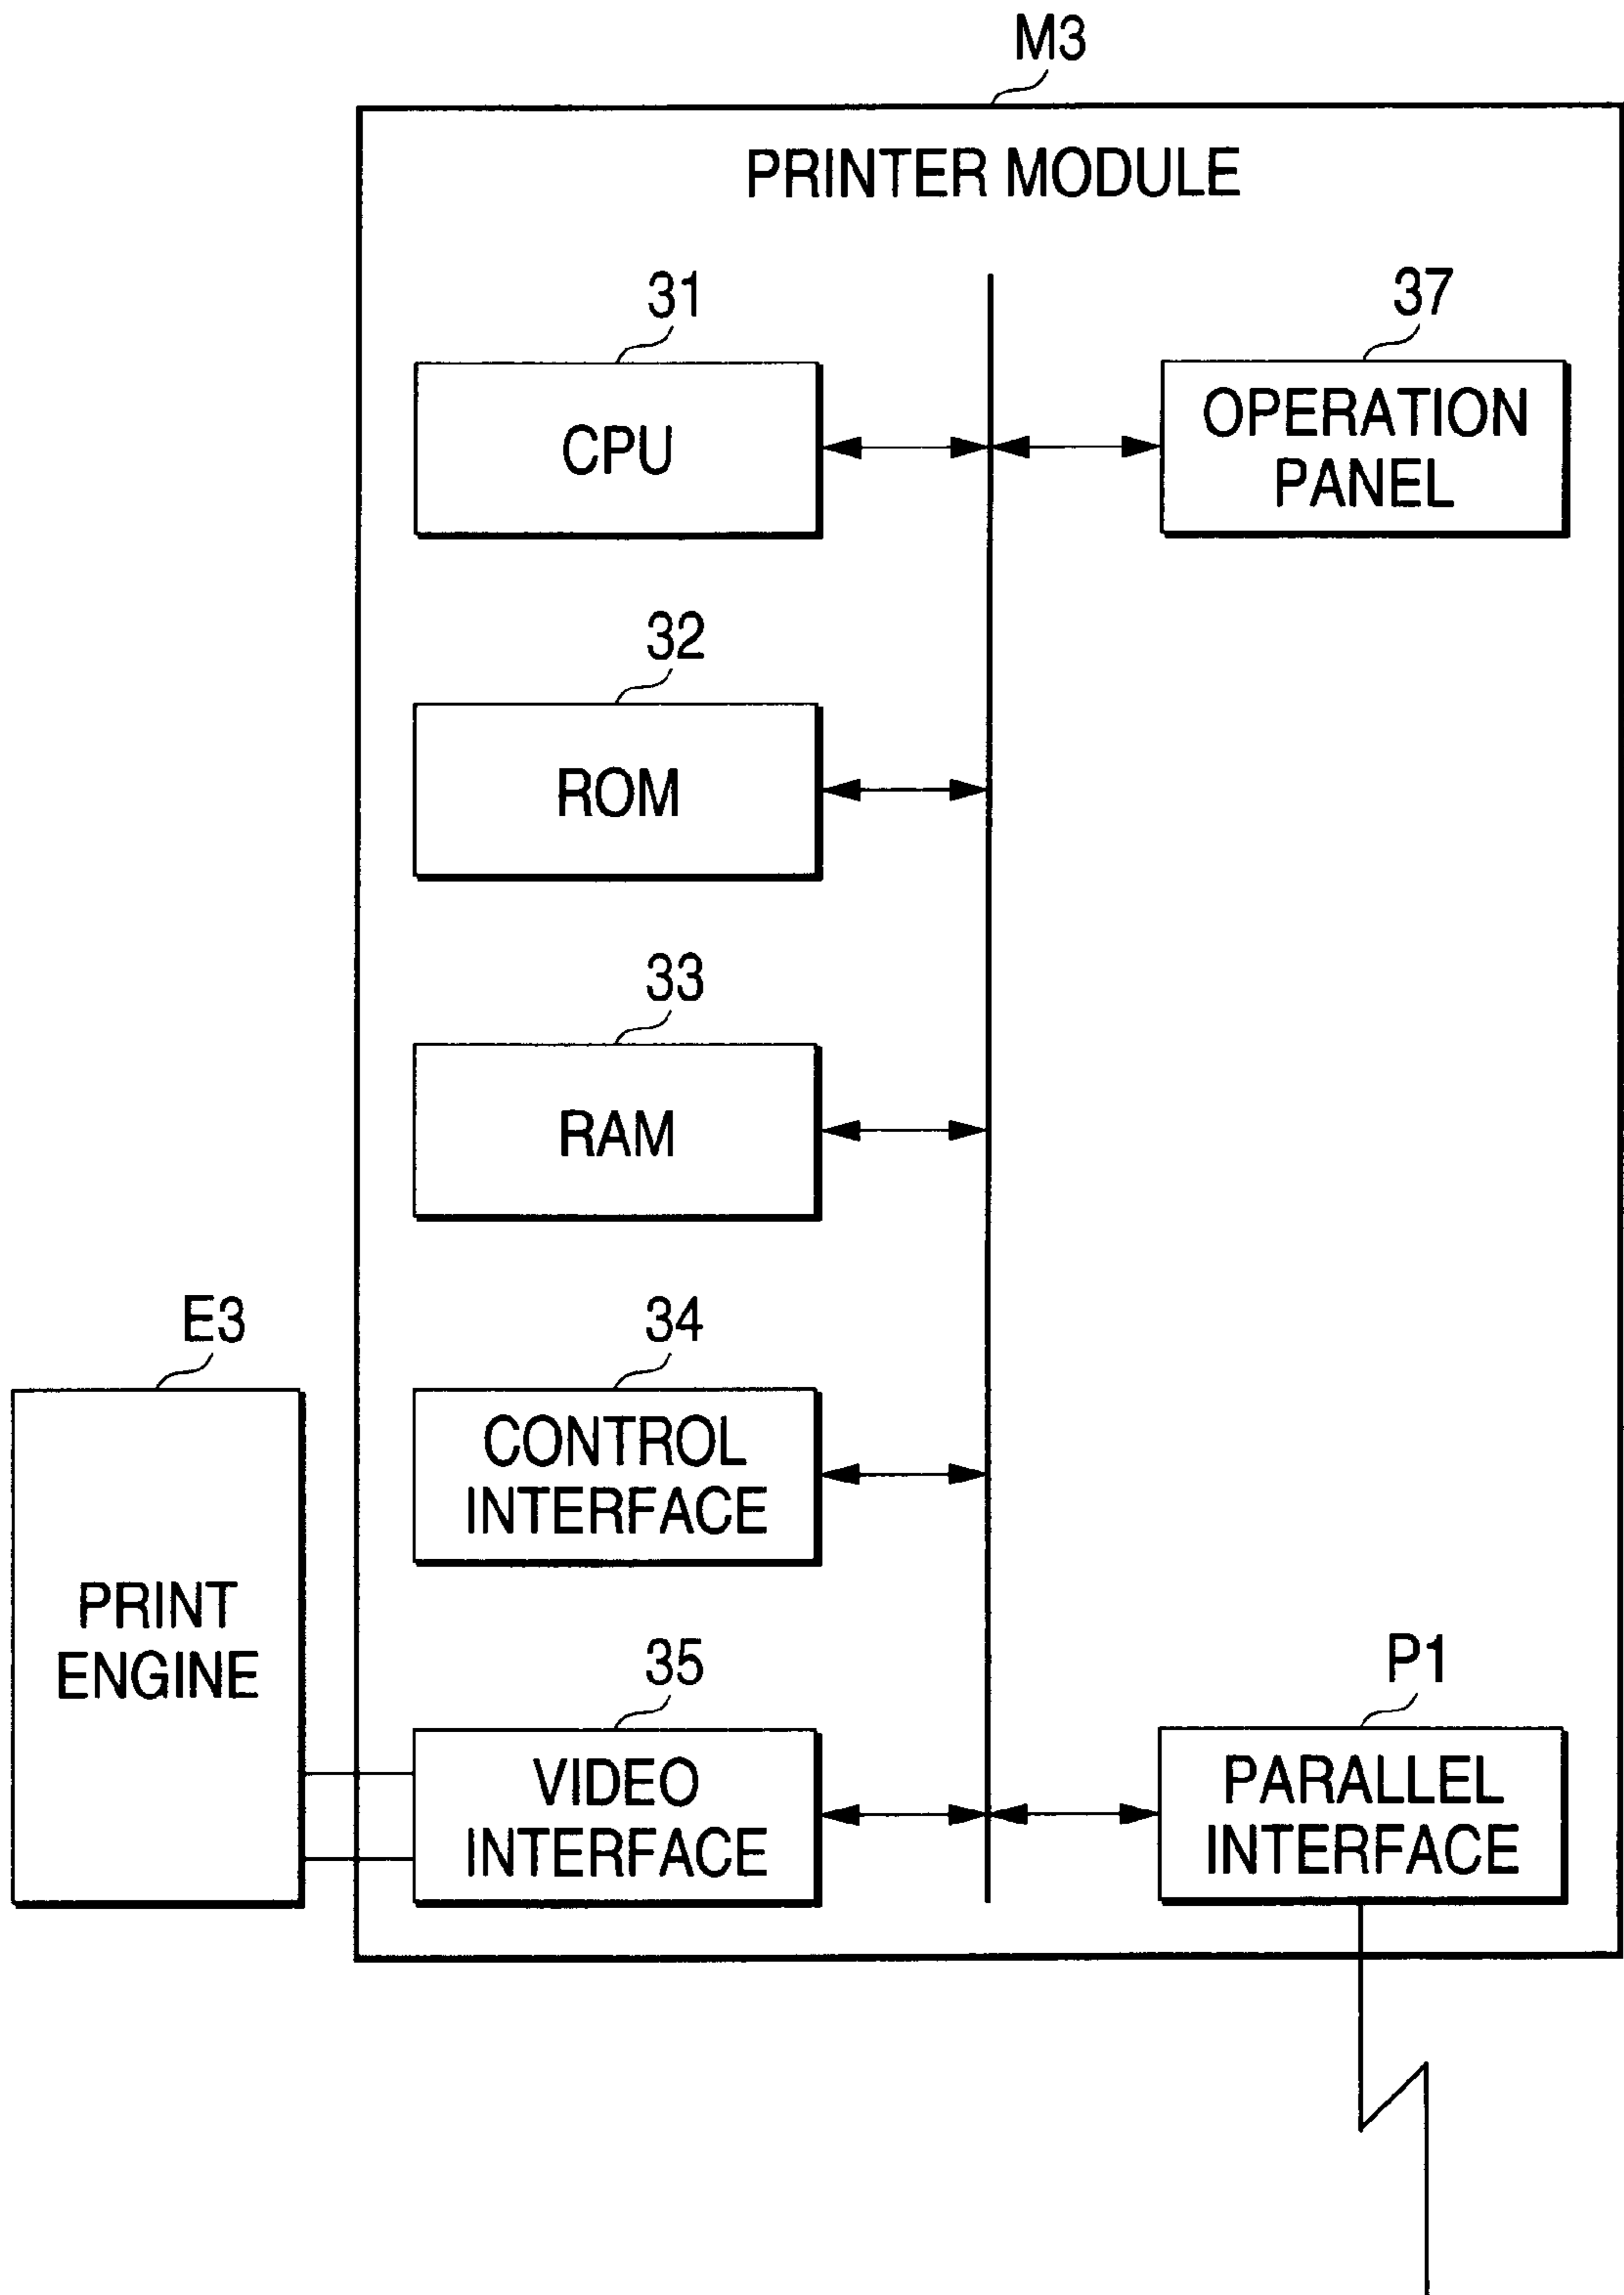 M3
PRINTER MODULE
31
CPU
37
OPERATION
PANEL
32
ROM
33
RAM
E3
PRINT
ENGINE
34
CONTROL
INTERFACE
35
VIDEO
INTERFACE
P1
PARALLEL
INTERFACE